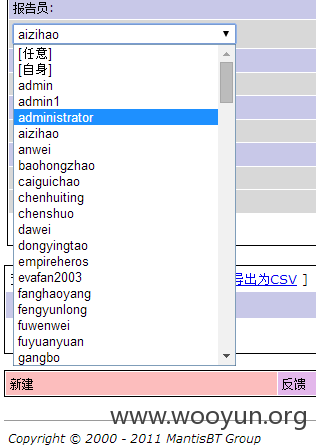 报告员:
aizihao
[任意]
[自身]
admin
admin1
administrator
aizihao
anwei
baohongzhao
caiguichao
chenhuiting
chenshuo
dawei
dongyingtao
empireheros
evafan2003
fanghaoyang
fengyunlong
fuwenwei
fuyuanyuan
gangbo
导出为CSV ]
新建 反馈
www.wooyun.org
Copyright © 2000 - 2011 MantisBT Group